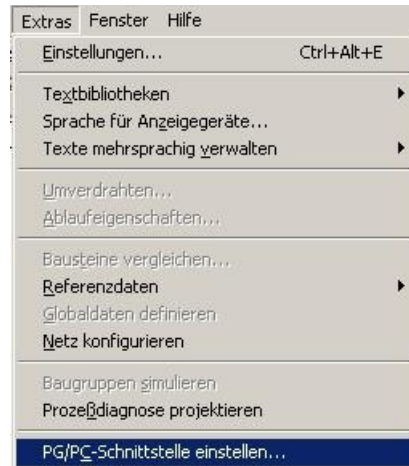 Extras Fenster Hilfe
Einstellungen... Ctrl+Alt+E
Textbibliotheken
Sprache für Anzeigegeräte...
Texte mehrsprachig verwalten
Umverdrahten...
Ablaufeigenschaften...
Bausteine vergleichen...
Referenzdaten
Globaldaten definieren
Netz konfigurieren
Baugruppen simulieren
Prozeßdiagnose projektieren
PG/PC-Schnittstelle einstellen...